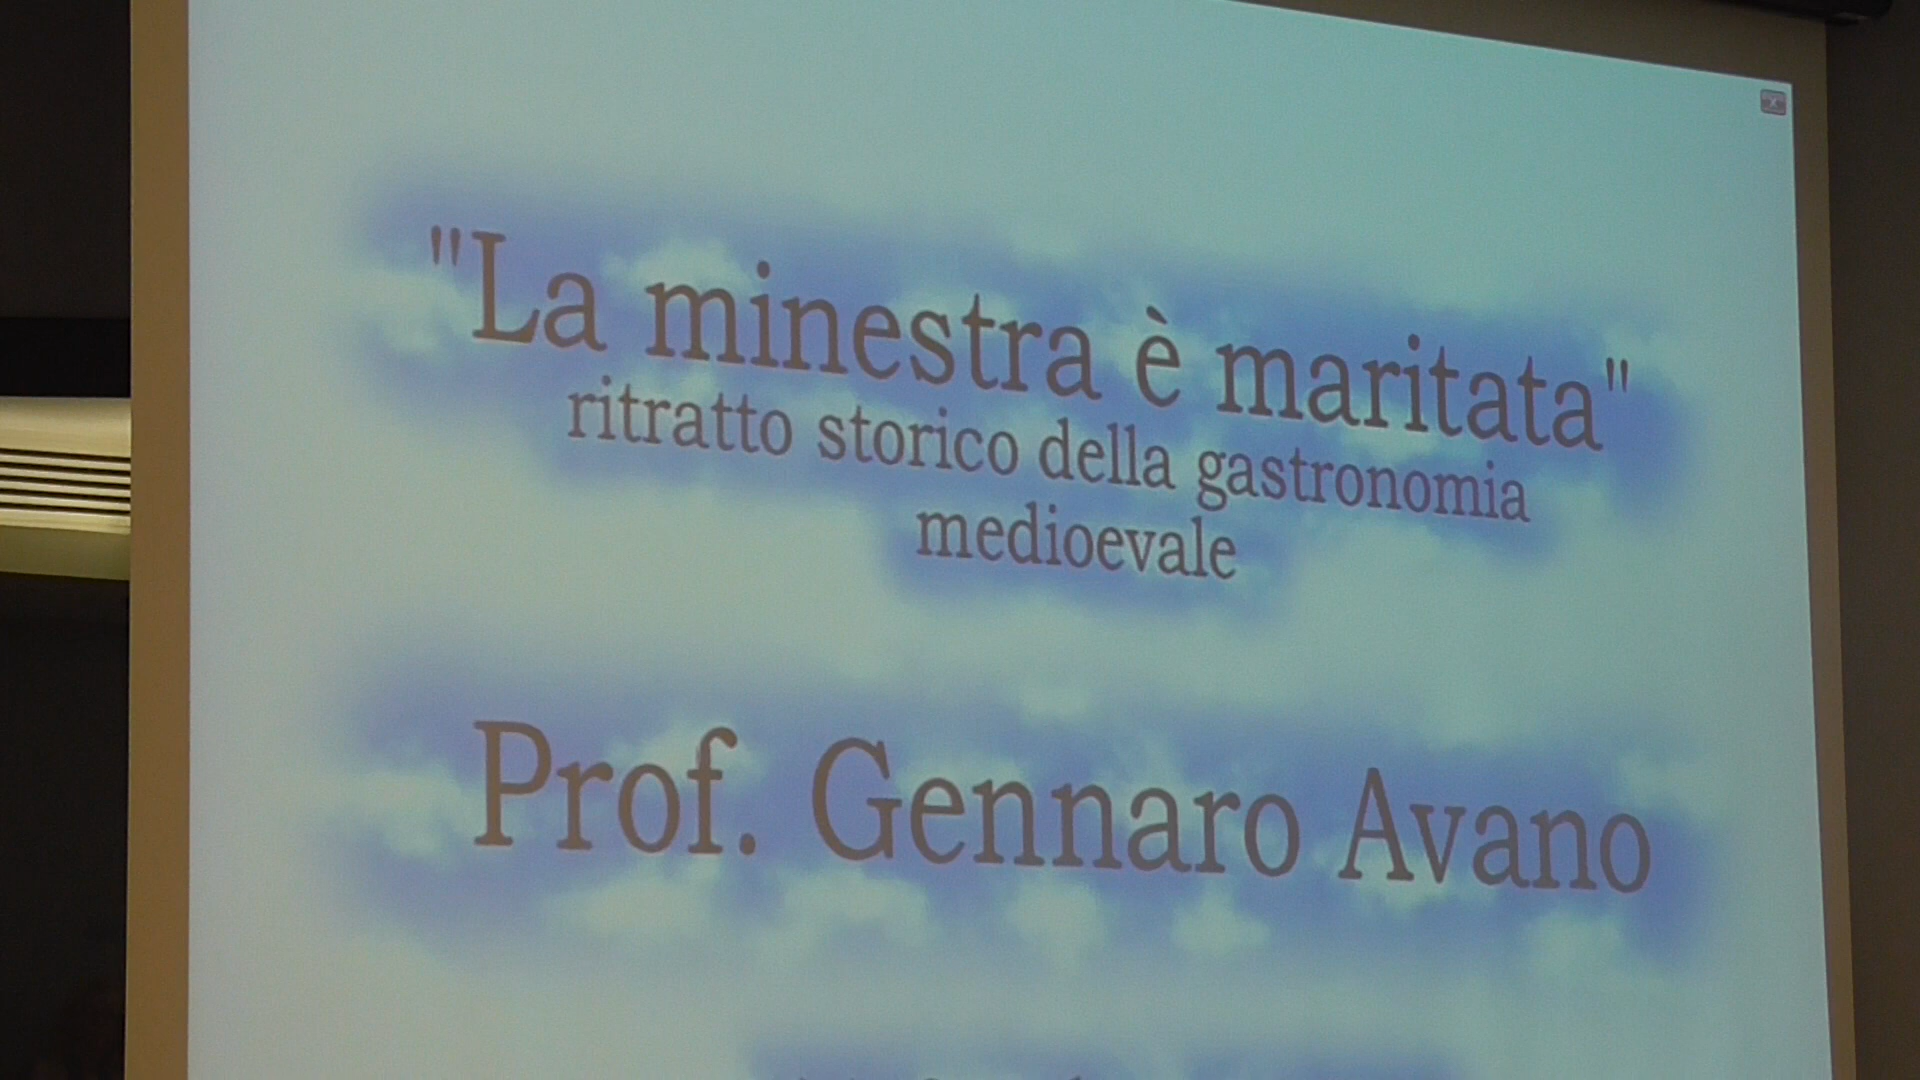 "La minestra è maritata"
ritratto storico della gastronomia
medioevale
Prof. Gennaro Avano